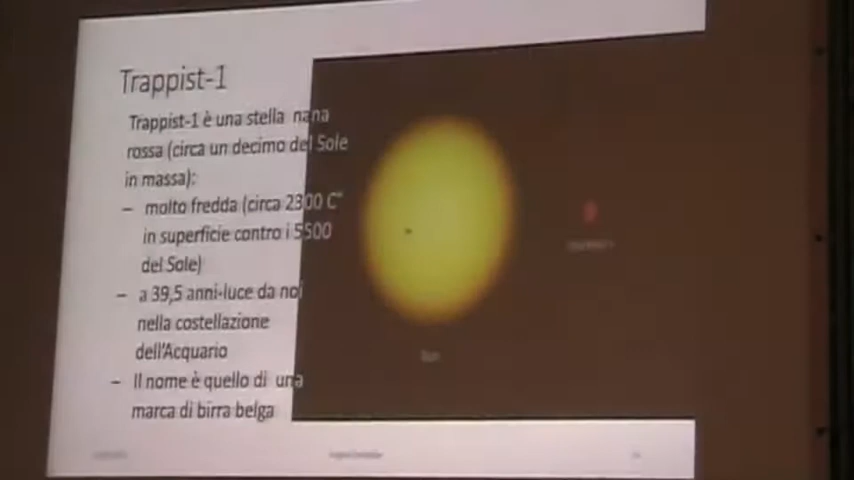 Trappist-1
Trappist-1 è una stella nana
rossa (circa un decimo del Sole
in massa):
– molto fredda (circa 2300 C°
in superficie contro i 5500
del Sole)
– a 39,5 anni-luce da noi
nella costellazione
dell'Acquario
– Il nome è quello di una
marca di birra belga
Sun